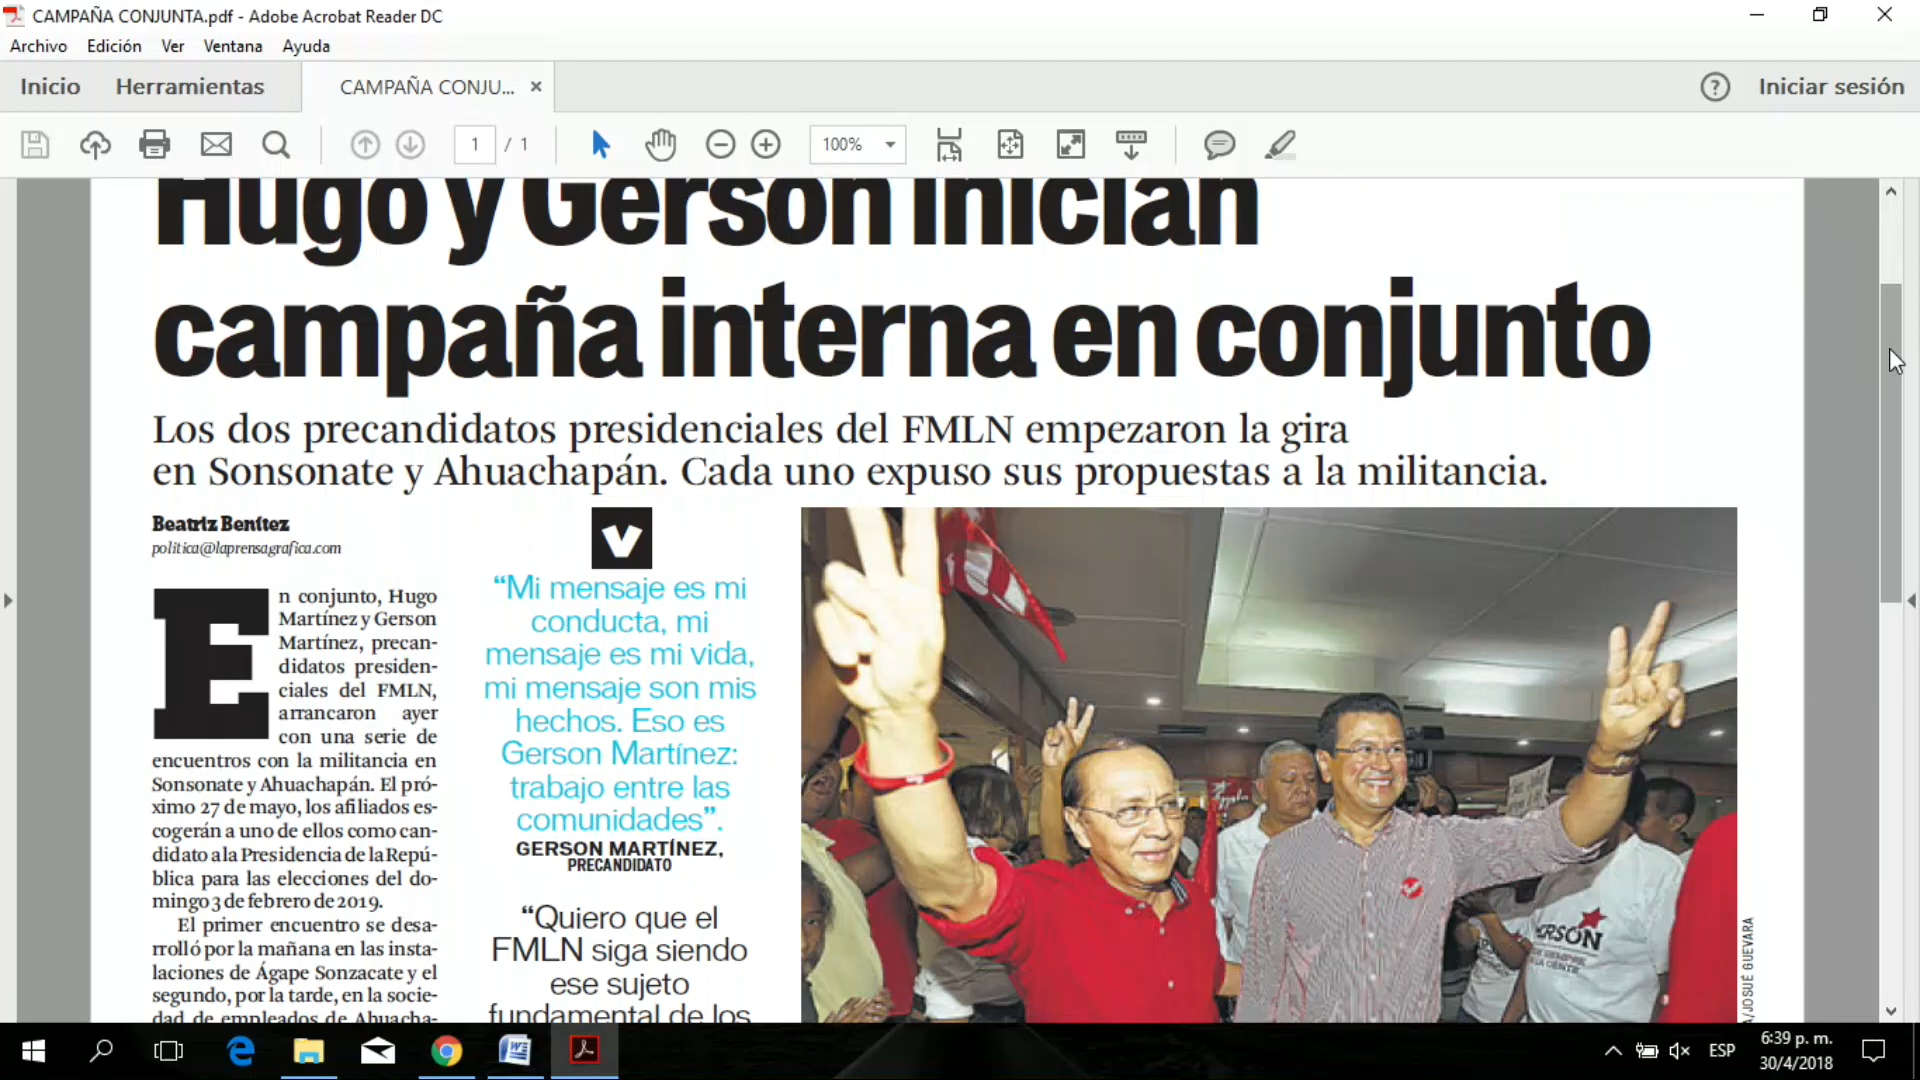 CAMPAÑA CONJUNTA.pdf - Adobe Acrobat Reader DC
Archivo Edición Ver Ventana Ayuda
Inicio Herramientas CAMPAÑA CONJU... × Iniciar sesión
1 / 1 100%
Hugo y Gerson inician
campaña interna en conjunto
Los dos precandidatos presidenciales del FMLN empezaron la gira
en Sonsonate y Ahuachapán. Cada uno expuso sus propuestas a la militancia.
Beatriz Benítez
politica@laprensagrafica.com
En conjunto, Hugo
Martínez y Gerson
Martínez, precan-
didatos presiden-
ciales del FMLN,
arrancaron ayer
con una serie de
encuentros con la militancia en
Sonsonate y Ahuachapán. El pró-
ximo 27 de mayo, los afiliados es-
cogerán a uno de ellos como can-
didato a la Presidencia de la Repú-
blica para las elecciones del do-
mingo 3 de febrero de 2019.
El primer encuentro se desa-
rrolló por la mañana en las insta-
laciones de Ágape Sonzacate y el
segundo, por la tarde, en la socie-
dad de empleados de Ahuacha-
“Mi mensaje es mi
conducta, mi
mensaje es mi vida,
mi mensaje son mis
hechos. Eso es
Gerson Martínez:
trabajo entre las
comunidades”.
GERSON MARTÍNEZ,
PRECANDIDATO
“Quiero que el
FMLN siga siendo
ese sujeto
fundamental de los
A/JOSUÉ GUEVARA
ESP
6:39 p. m.
30/4/2018